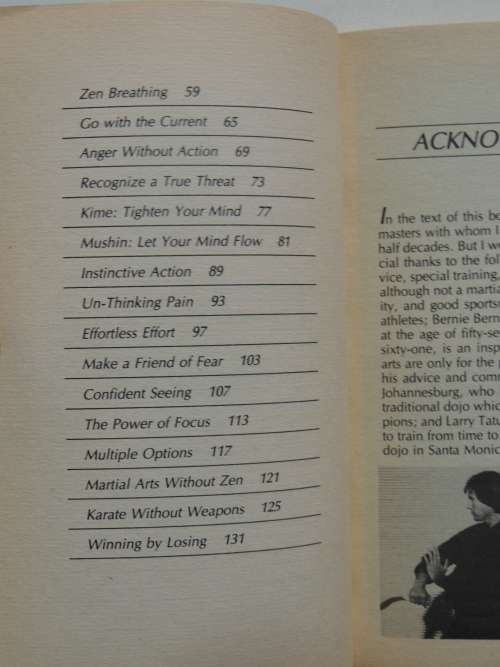 Zen Breathing 59
Go with the Current 65
Anger Without Action 69
Recognize a True Threat 73
Kime: Tighten Your Mind 77
Mushin: Let Your Mind Flow 81
Instinctive Action 89
Un-Thinking Pain 93
Effortless Effort 97
Make a Friend of Fear 103
Confident Seeing 107
The Power of Focus 113
Multiple Options 117
Martial Arts Without Zen 121
Karate Without Weapons 125
Winning by Losing 131
ACKNO
In the text of this bo
masters with whom I
half decades. But I w
cial thanks to the fol
vice, special training,
although not a martia
ity, and good sports
athletes; Bernie Bern
at the age of fifty-se
sixty-one, is an insp
arts are only for the
his advice and com
Johannesburg, who
traditional dojo whic
pions; and Larry Tatu
to train from time to
dojo in Santa Monic